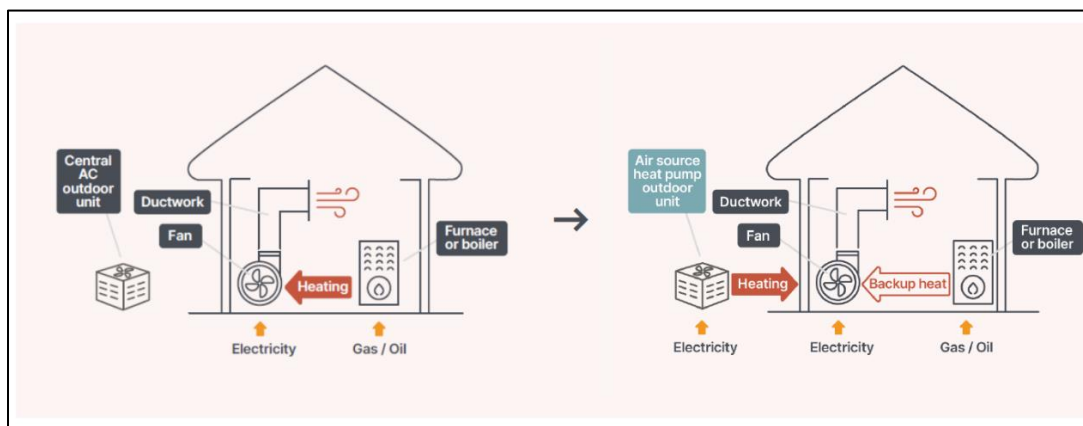 Central
AC
outdoor
unit
Ductwork
Fan
Furnace
or boiler
Heating
Electricity
Gas / Oil
Air source
heat pump
outdoor
unit
Ductwork
Fan
Furnace
or boiler
Heating
Backup heat
Electricity
Electricity
Gas / Oil